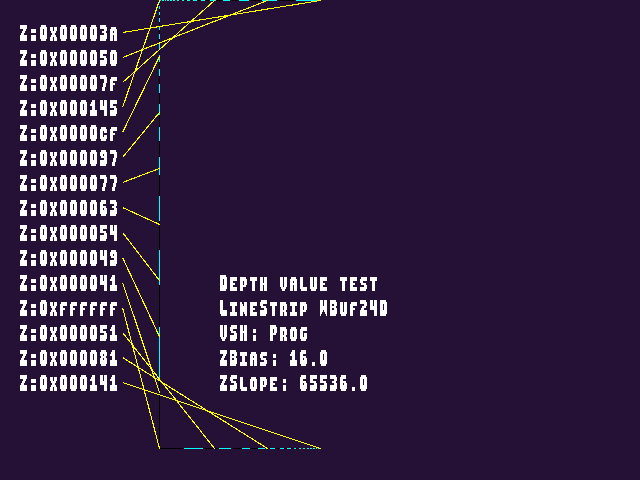 Z:0x00003A
Z:0x000050
Z:0x00007f
Z:0x000145
Z:0x0000cf
Z:0x000097
Z:0x000077
Z:0x000063
Z:0x000054
Z:0x000049
Z:0x000041
Z:0xffffff
Z:0x000051
Z:0x000081
Z:0x000141
Depth value test
LineStrip WBuf24D
VSH: Prog
ZBias: 16.0
ZSlope: 65536.0